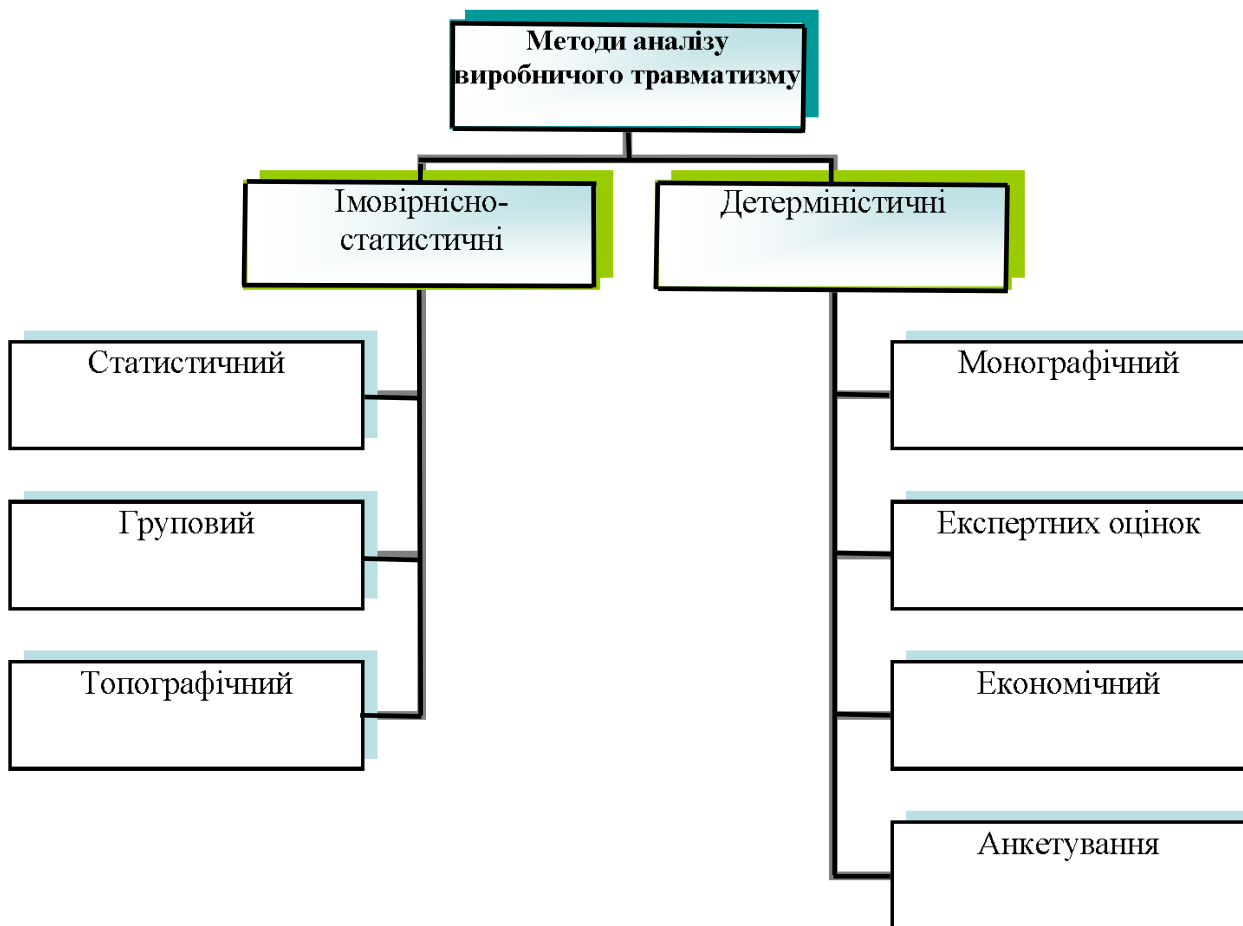 Методи аналізу
виробничого травматизму
Імовірнісно-
статистичні
Детерміністичні
Статистичний
Монографічний
Груповий
Експертних оцінок
Топографічний
Економічний
Анкетування